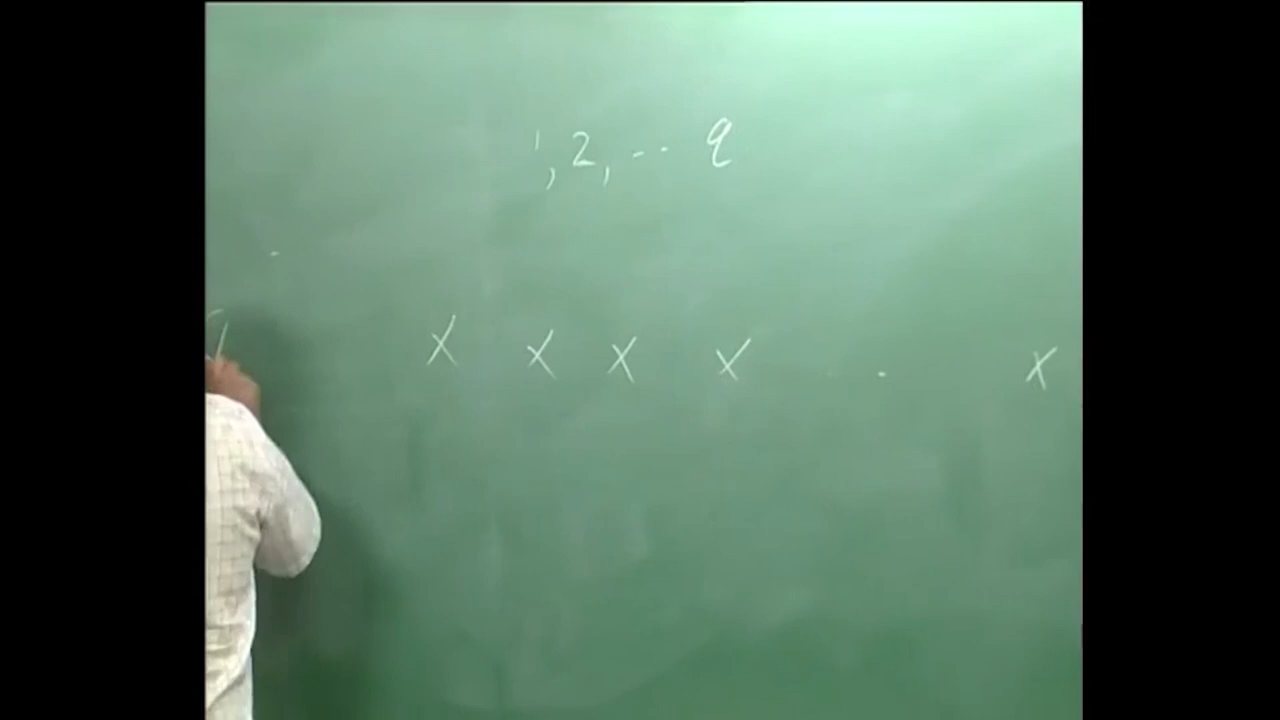 1, 2, -- q
x x x x . . x